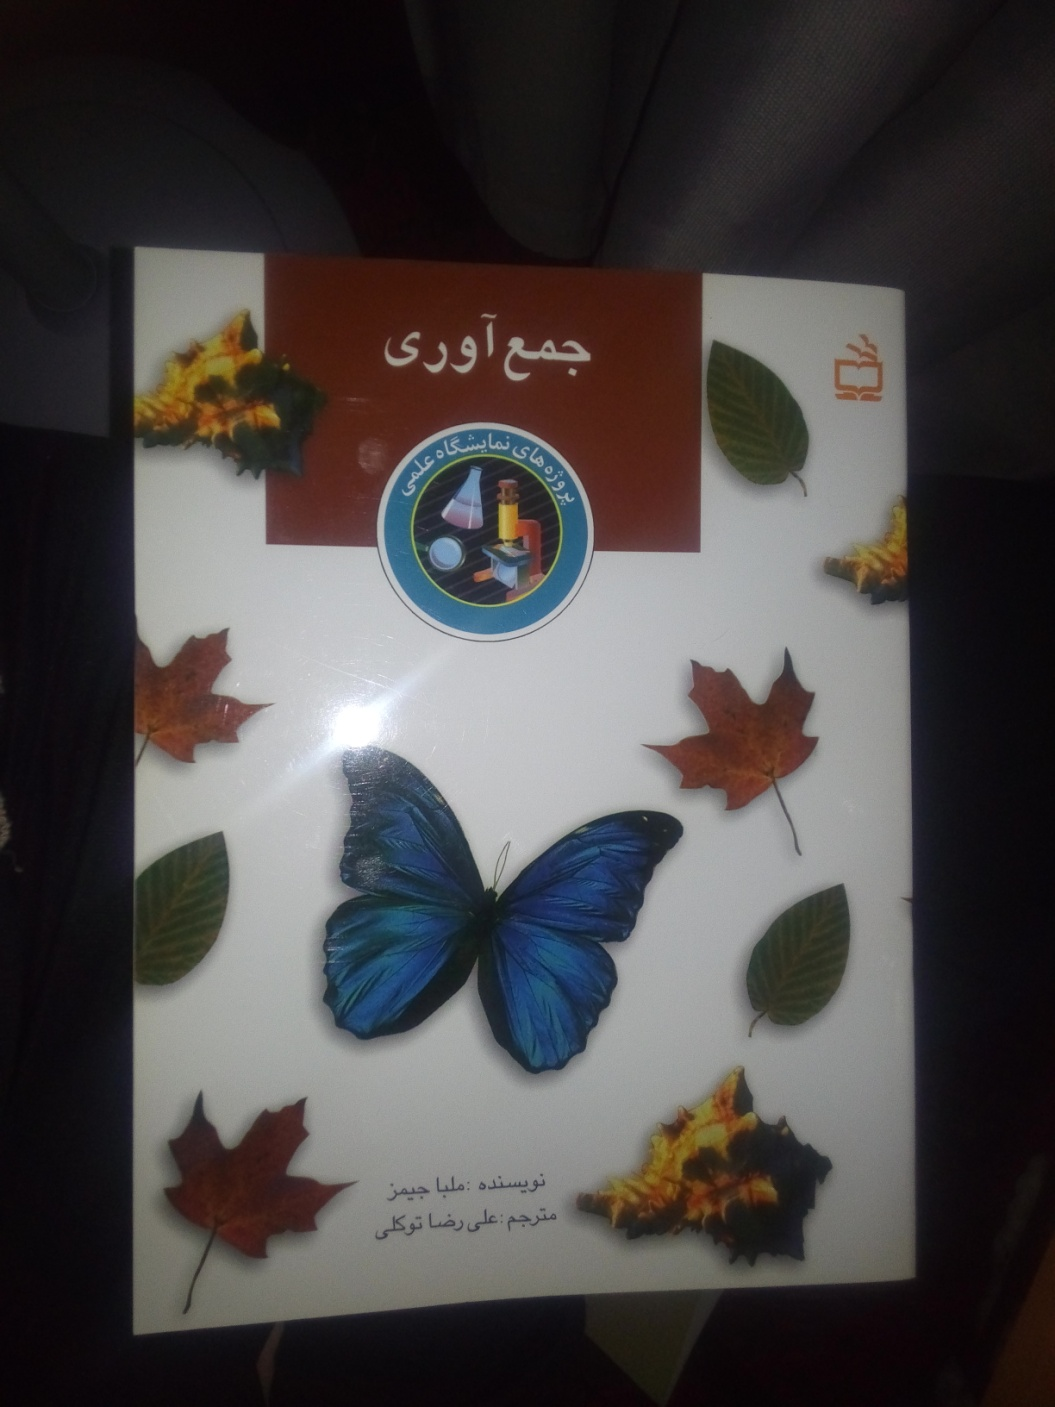 جمع آوری
پروژه‌های نمایشگاه علمی
نویسنده :ملبا جیمز
مترجم:علی رضا توکلی